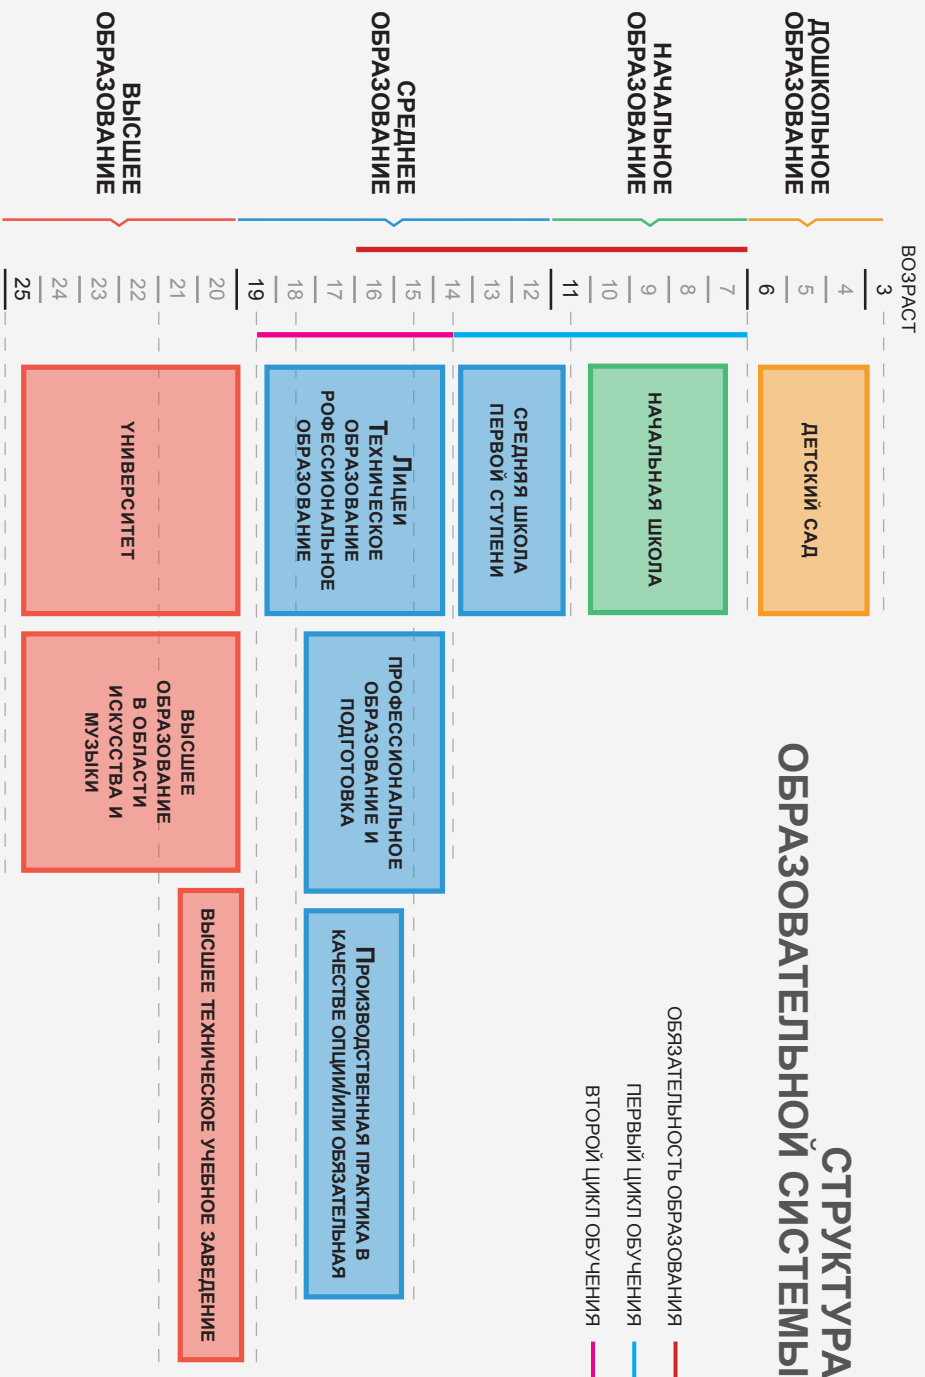 СТРУКТУРА
ОБРАЗОВАТЕЛЬНОЙ СИСТЕМЫ
ОБЯЗАТЕЛЬНОСТЬ ОБРАЗОВАНИЯ
ПЕРВЫЙ ЦИКЛ ОБУЧЕНИЯ
ВТОРОЙ ЦИКЛ ОБУЧЕНИЯ
ВОЗРАСТ
ДОШКОЛЬНОЕ
ОБРАЗОВАНИЕ
3
4
5
6
ДЕТСКИЙ САД
НАЧАЛЬНОЕ
ОБРАЗОВАНИЕ
7
8
9
10
11
НАЧАЛЬНАЯ ШКОЛА
СРЕДНЕЕ
ОБРАЗОВАНИЕ
12
13
14
15
16
17
18
19
СРЕДНЯЯ ШКОЛА
ПЕРВОЙ СТУПЕНИ
ЛИЦЕИ
ТЕХНИЧЕСКОЕ
ОБРАЗОВАНИЕ
РОФЕССИОНАЛЬНОЕ
ОБРАЗОВАНИЕ
ПРОФЕССИОНАЛЬНОЕ
ОБРАЗОВАНИЕ И
ПОДГОТОВКА
ПРОИЗВОДСТВЕННАЯ ПРАКТИКА В
КАЧЕСТВЕ ОПЦИИ/ИЛИ ОБЯЗАТЕЛЬНАЯ
ВЫСШЕЕ
ОБРАЗОВАНИЕ
20
21
22
23
24
25
УНИВЕРСИТЕТ
ВЫСШЕЕ
ОБРАЗОВАНИЕ
В ОБЛАСТИ
ИСКУССТВА И
МУЗЫКИ
ВЫСШЕЕ ТЕХНИЧЕСКОЕ УЧЕБНОЕ ЗАВЕДЕНИЕ